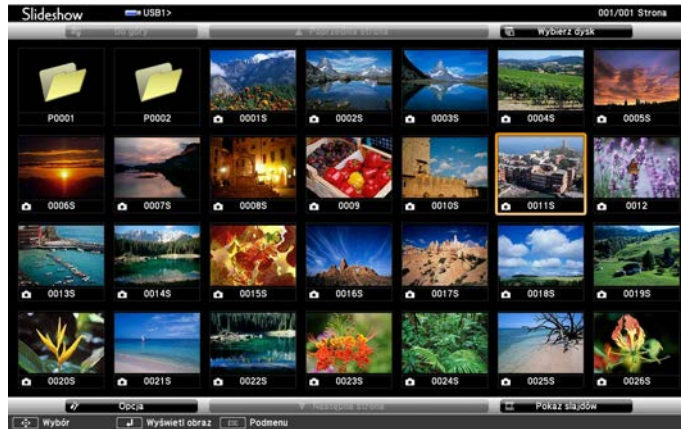 Slideshow USB1> 001/001 Strona
Do góry Poprzednia strona Wybierz dysk
P0001 P0002 0001S 0002S 0003S 0004S 0005S
0006S 0007S 0008S 0009 0010S 0011S 0012
0013S 0014S 0015S 0016S 0017S 0018S 0019S
0020S 0021S 0022S 0023S 0024S 0025S 0026S
Opcja Następna strona Pokaz slajdów
Wybór Wyświetl obraz Esc Podmenu